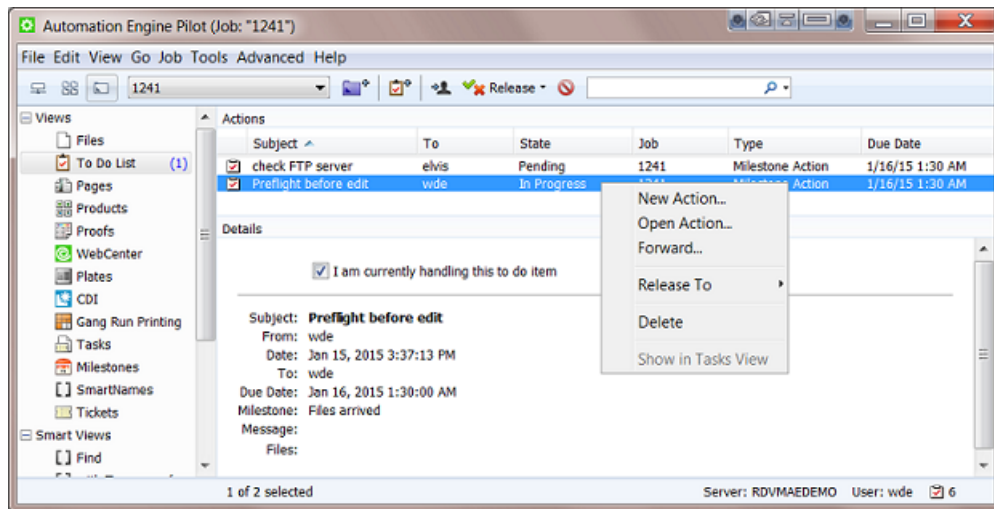 Automation Engine Pilot (Job: "1241")
File Edit View Go Job Tools Advanced Help
1241 Release
Views
Files
To Do List (1)
Pages
Products
Proofs
WebCenter
Plates
CDI
Gang Run Printing
Tasks
Milestones
SmartNames
Tickets
Smart Views
Find
Actions
Subject To State Job Type Due Date
check FTP server elvis Pending 1241 Milestone Action 1/16/15 1:30 AM
Preflight before edit wde In Progress 1241 Milestone Action 1/16/15 1:30 AM
New Action...
Open Action...
Forward...
Release To
Delete
Show in Tasks View
Details
I am currently handling this to do item
Subject: Preflight before edit
From: wde
Date: Jan 15, 2015 3:37:13 PM
To: wde
Due Date: Jan 16, 2015 1:30:00 AM
Milestone: Files arrived
Message:
Files:
1 of 2 selected Server: RDVMAEDEMO User: wde 6